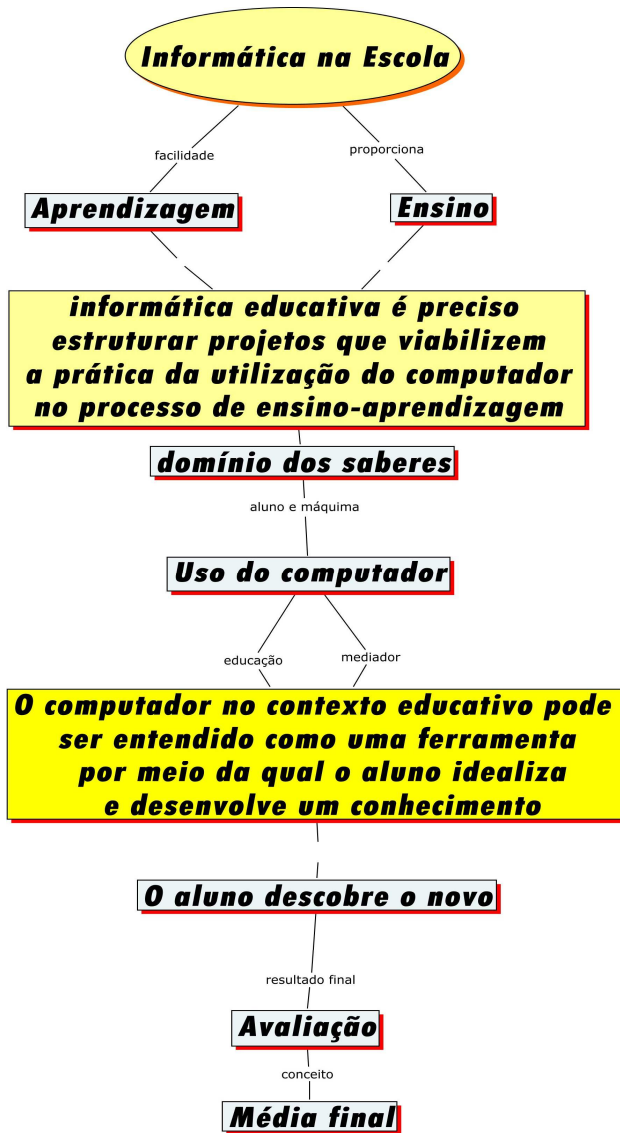 Informática na Escola
facilidade
proporciona
Aprendizagem
Ensino
informática educativa é preciso
estruturar projetos que viabilizem
a prática da utilização do computador
no processo de ensino-aprendizagem
domínio dos saberes
aluno e máquima
Uso do computador
educação
mediador
O computador no contexto educativo pode
ser entendido como uma ferramenta
por meio da qual o aluno idealiza
e desenvolve um conhecimento
O aluno descobre o novo
resultado final
Avaliação
conceito
Média final